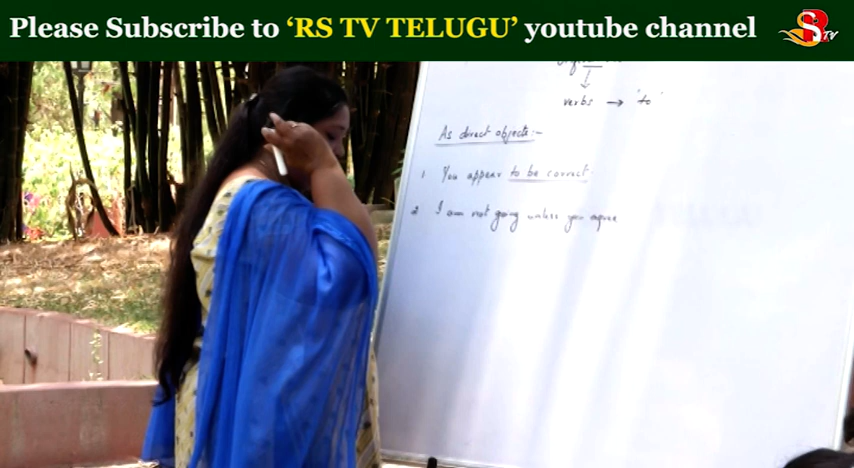 Please Subscribe to ‘RS TV TELUGU’ youtube channel
TV
verbs → 'to'
As direct objects:-
1 You appear to be correct.
2 I am not going unless you agree